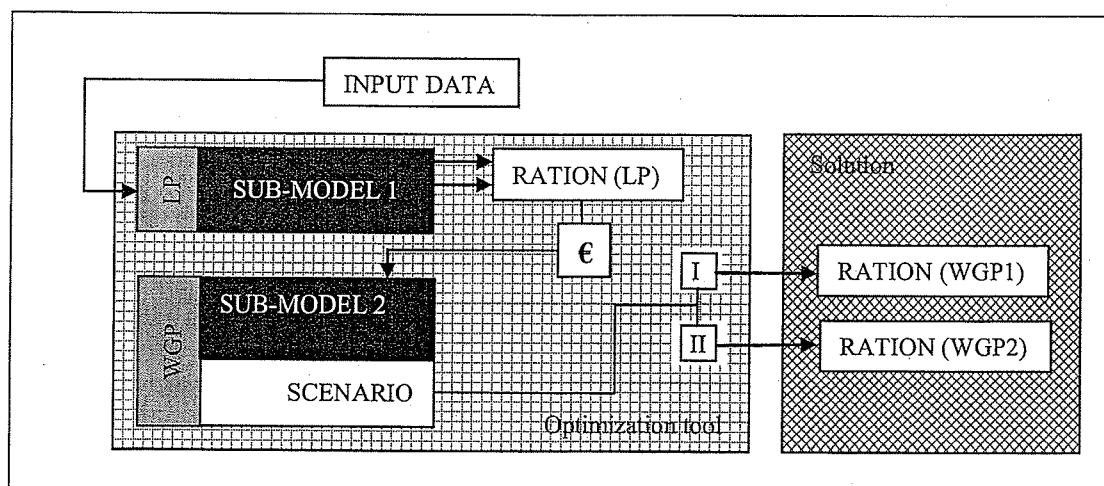 INPUT DATA
LP
SUB-MODEL 1
RATION (LP)
Solution
€
I
RATION (WGP1)
WGP
SUB-MODEL 2
II
RATION (WGP2)
SCENARIO
Optimization tool